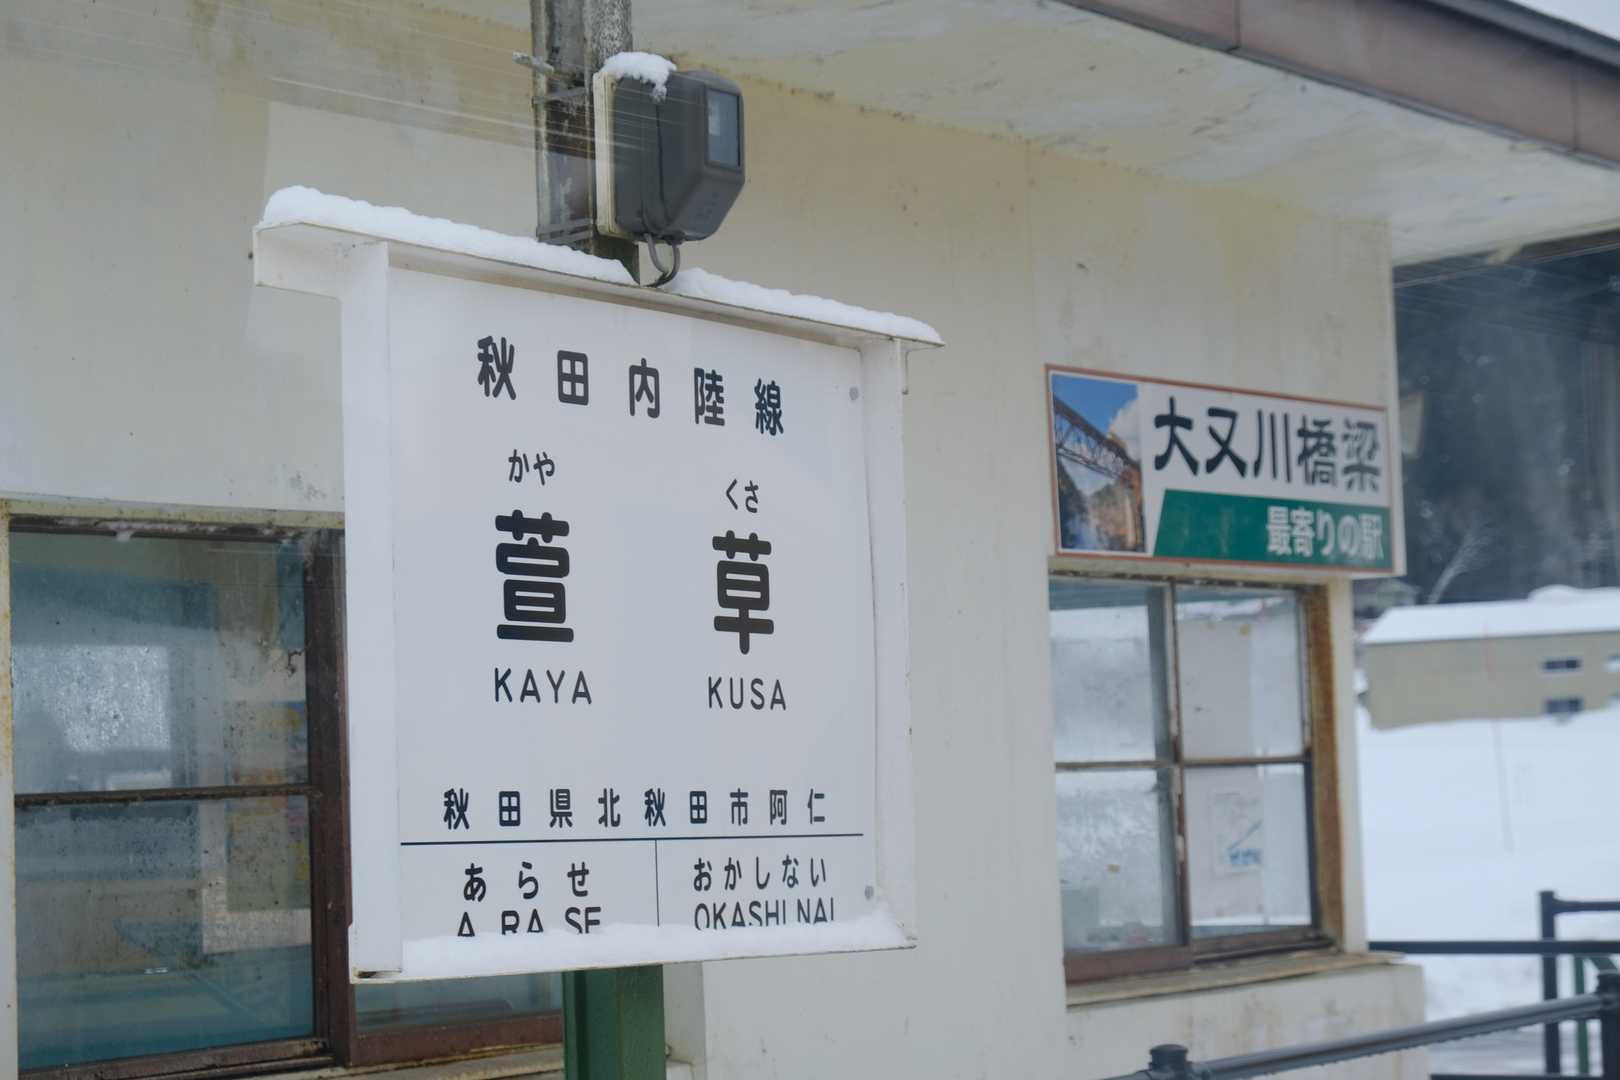 秋田内陸線
かや くさ
萱草
KAYA KUSA
秋田県北秋田市阿仁
あらせ おかしない
A RA SE OKASHI NAI
大又川橋梁
最寄りの駅